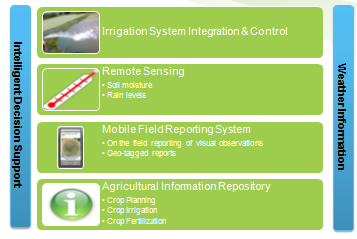 Intelligent Decision Support
Irrigation System Integration & Control
Remote Sensing
• Soil moisture
• Rain levels
Mobile Field Reporting System
• On the field reporting of visual observations
• Geo-tagged reports
Agricultural Information Repository
• Crop Planning
• Crop Irrigation
• Crop Fertilization
Weather Information